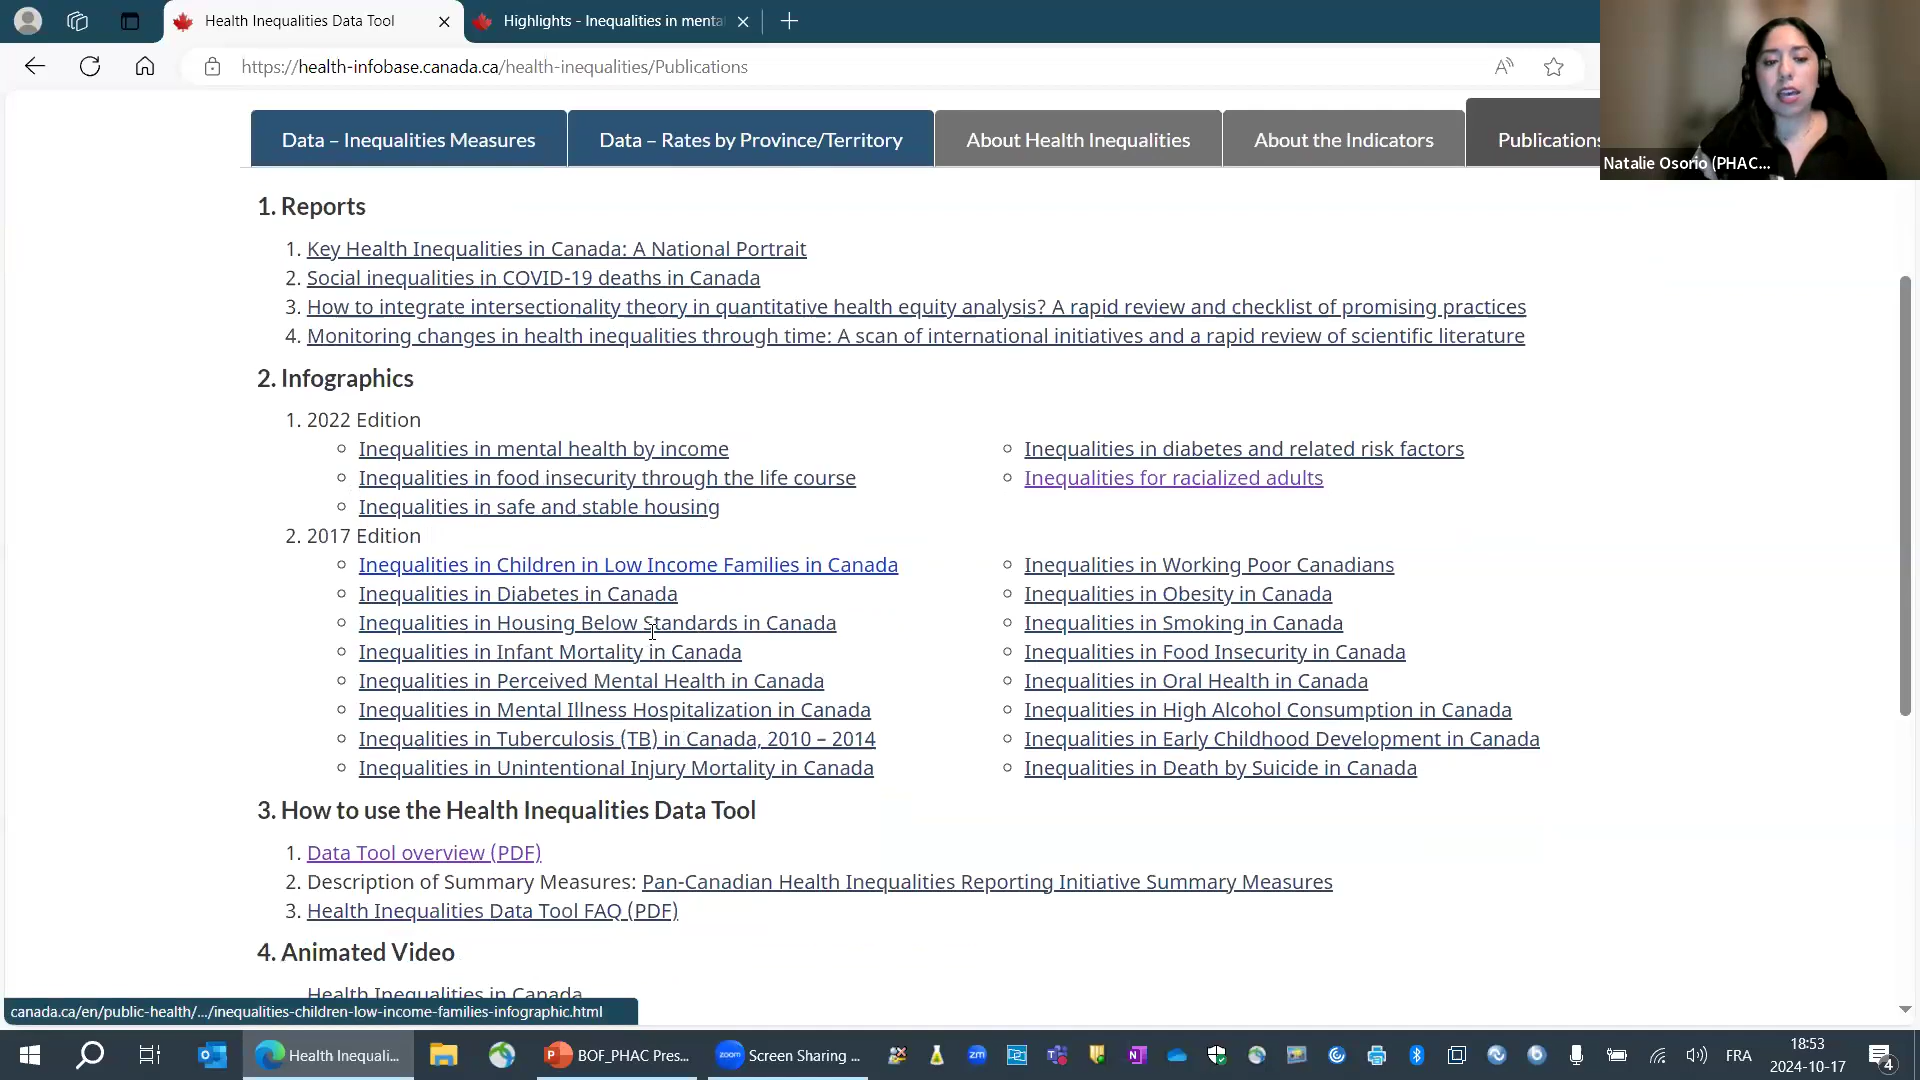 Health Inequalities Data Tool
Highlights - Inequalities in menta
https://health-infobase.canada.ca/health-inequalities/Publications
Data – Inequalities Measures
Data – Rates by Province/Territory
About Health Inequalities
About the Indicators
Publications
Natalie Osorio (PHAC...
1. Reports
1. Key Health Inequalities in Canada: A National Portrait
2. Social inequalities in COVID-19 deaths in Canada
3. How to integrate intersectionality theory in quantitative health equity analysis? A rapid review and checklist of promising practices
4. Monitoring changes in health inequalities through time: A scan of international initiatives and a rapid review of scientific literature
2. Infographics
1. 2022 Edition
Inequalities in mental health by income
Inequalities in food insecurity through the life course
Inequalities in safe and stable housing
Inequalities in diabetes and related risk factors
Inequalities for racialized adults
2. 2017 Edition
Inequalities in Children in Low Income Families in Canada
Inequalities in Diabetes in Canada
Inequalities in Housing Below Standards in Canada
Inequalities in Infant Mortality in Canada
Inequalities in Perceived Mental Health in Canada
Inequalities in Mental Illness Hospitalization in Canada
Inequalities in Tuberculosis (TB) in Canada, 2010 – 2014
Inequalities in Unintentional Injury Mortality in Canada
Inequalities in Working Poor Canadians
Inequalities in Obesity in Canada
Inequalities in Smoking in Canada
Inequalities in Food Insecurity in Canada
Inequalities in Oral Health in Canada
Inequalities in High Alcohol Consumption in Canada
Inequalities in Early Childhood Development in Canada
Inequalities in Death by Suicide in Canada
3. How to use the Health Inequalities Data Tool
1. Data Tool overview (PDF)
2. Description of Summary Measures: Pan-Canadian Health Inequalities Reporting Initiative Summary Measures
3. Health Inequalities Data Tool FAQ (PDF)
4. Animated Video
Health Inequalities in Canada
canada.ca/en/public-health/.../inequalities-children-low-income-families-infographic.html
Health Inequali...
BOF_PHAC Pres...
zoom
Screen Sharing ...
zm
FRA
18:53
2024-10-17
4